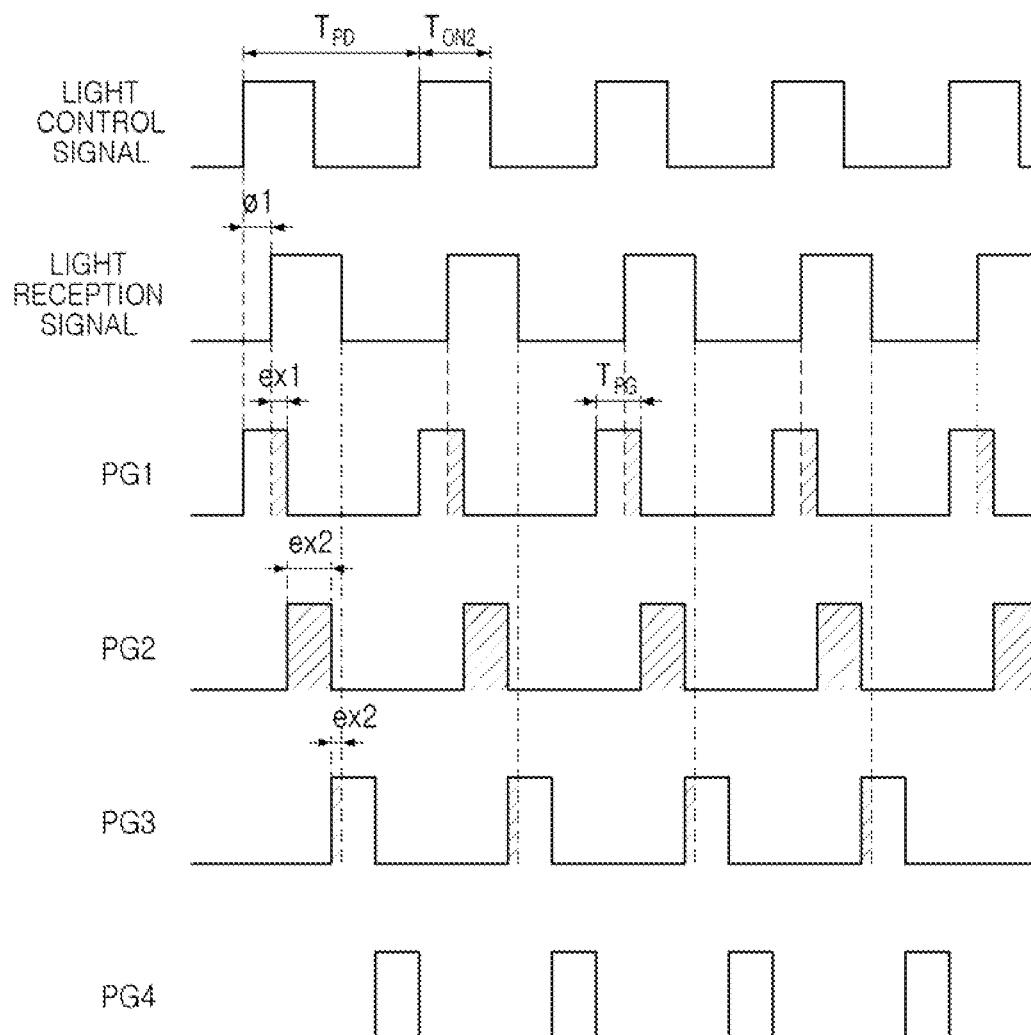 T_PD T_ON2
LIGHT
CONTROL
SIGNAL
ø1
LIGHT
RECEPTION
SIGNAL
ex1 T_PG
PG1
ex2
PG2
ex2
PG3
PG4